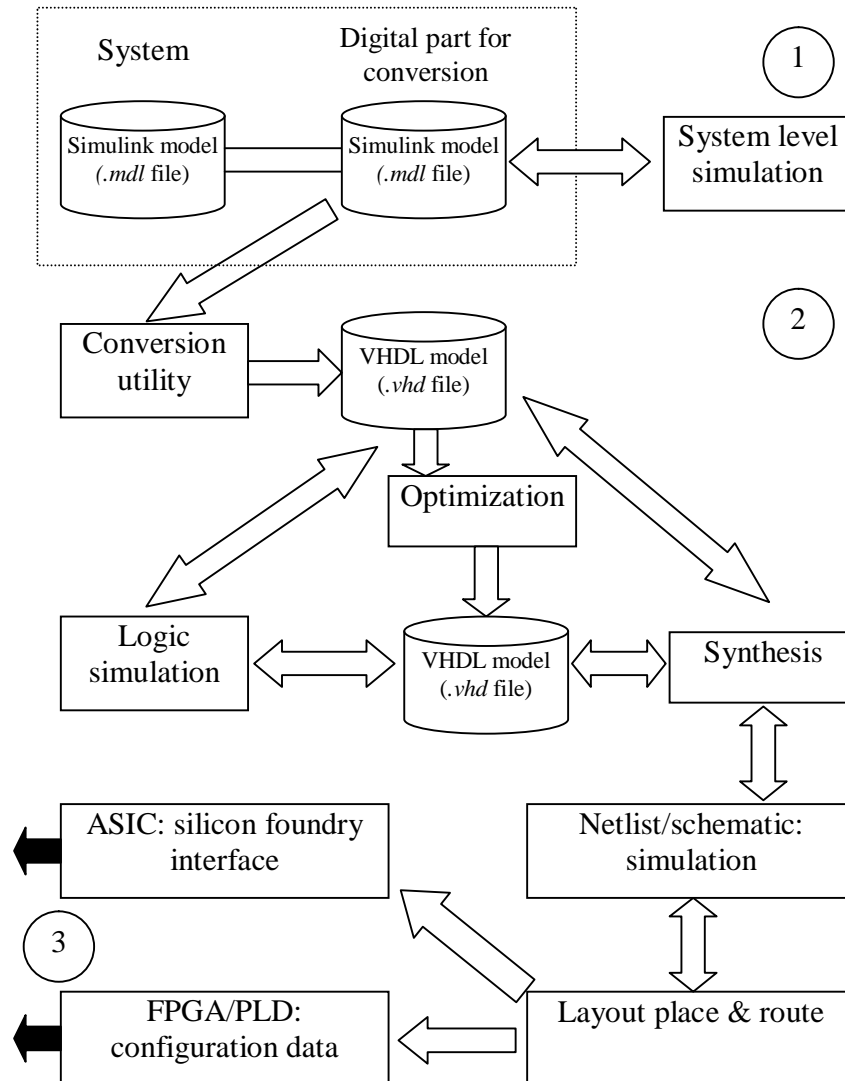 System
Digital part for
conversion
1
Simulink model
(.mdl file)
Simulink model
(.mdl file)
System level
simulation
2
Conversion
utility
VHDL model
(.vhd file)
Optimization
Logic
simulation
VHDL model
(.vhd file)
Synthesis
ASIC: silicon foundry
interface
Netlist/schematic:
simulation
3
FPGA/PLD:
configuration data
Layout place & route